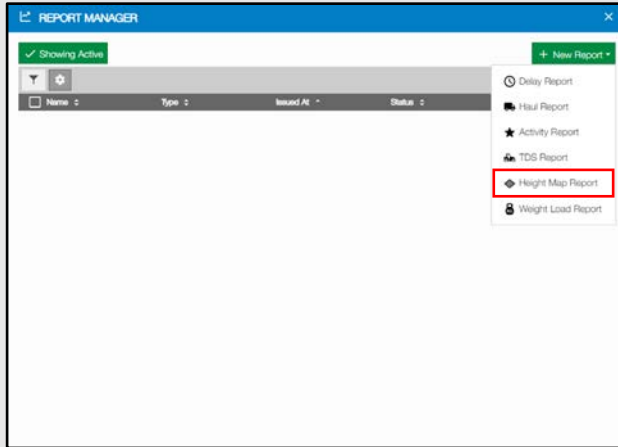 REPORT MANAGER
Showing Active
+ New Report
Delay Report
Name
Type
Issued At
Status
Haul Report
Activity Report
TDS Report
Height Map Report
Weight Load Report